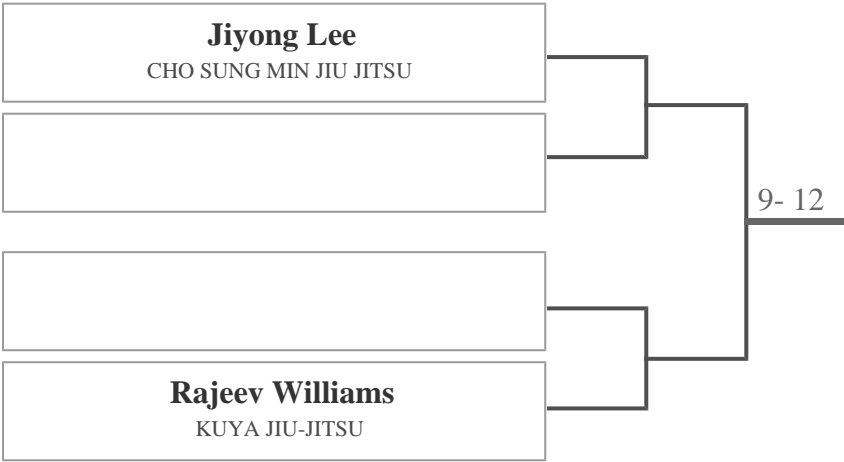 Jiyong Lee
CHO SUNG MIN JIU JITSU
9- 12
Rajeev Williams
KUYA JIU-JITSU